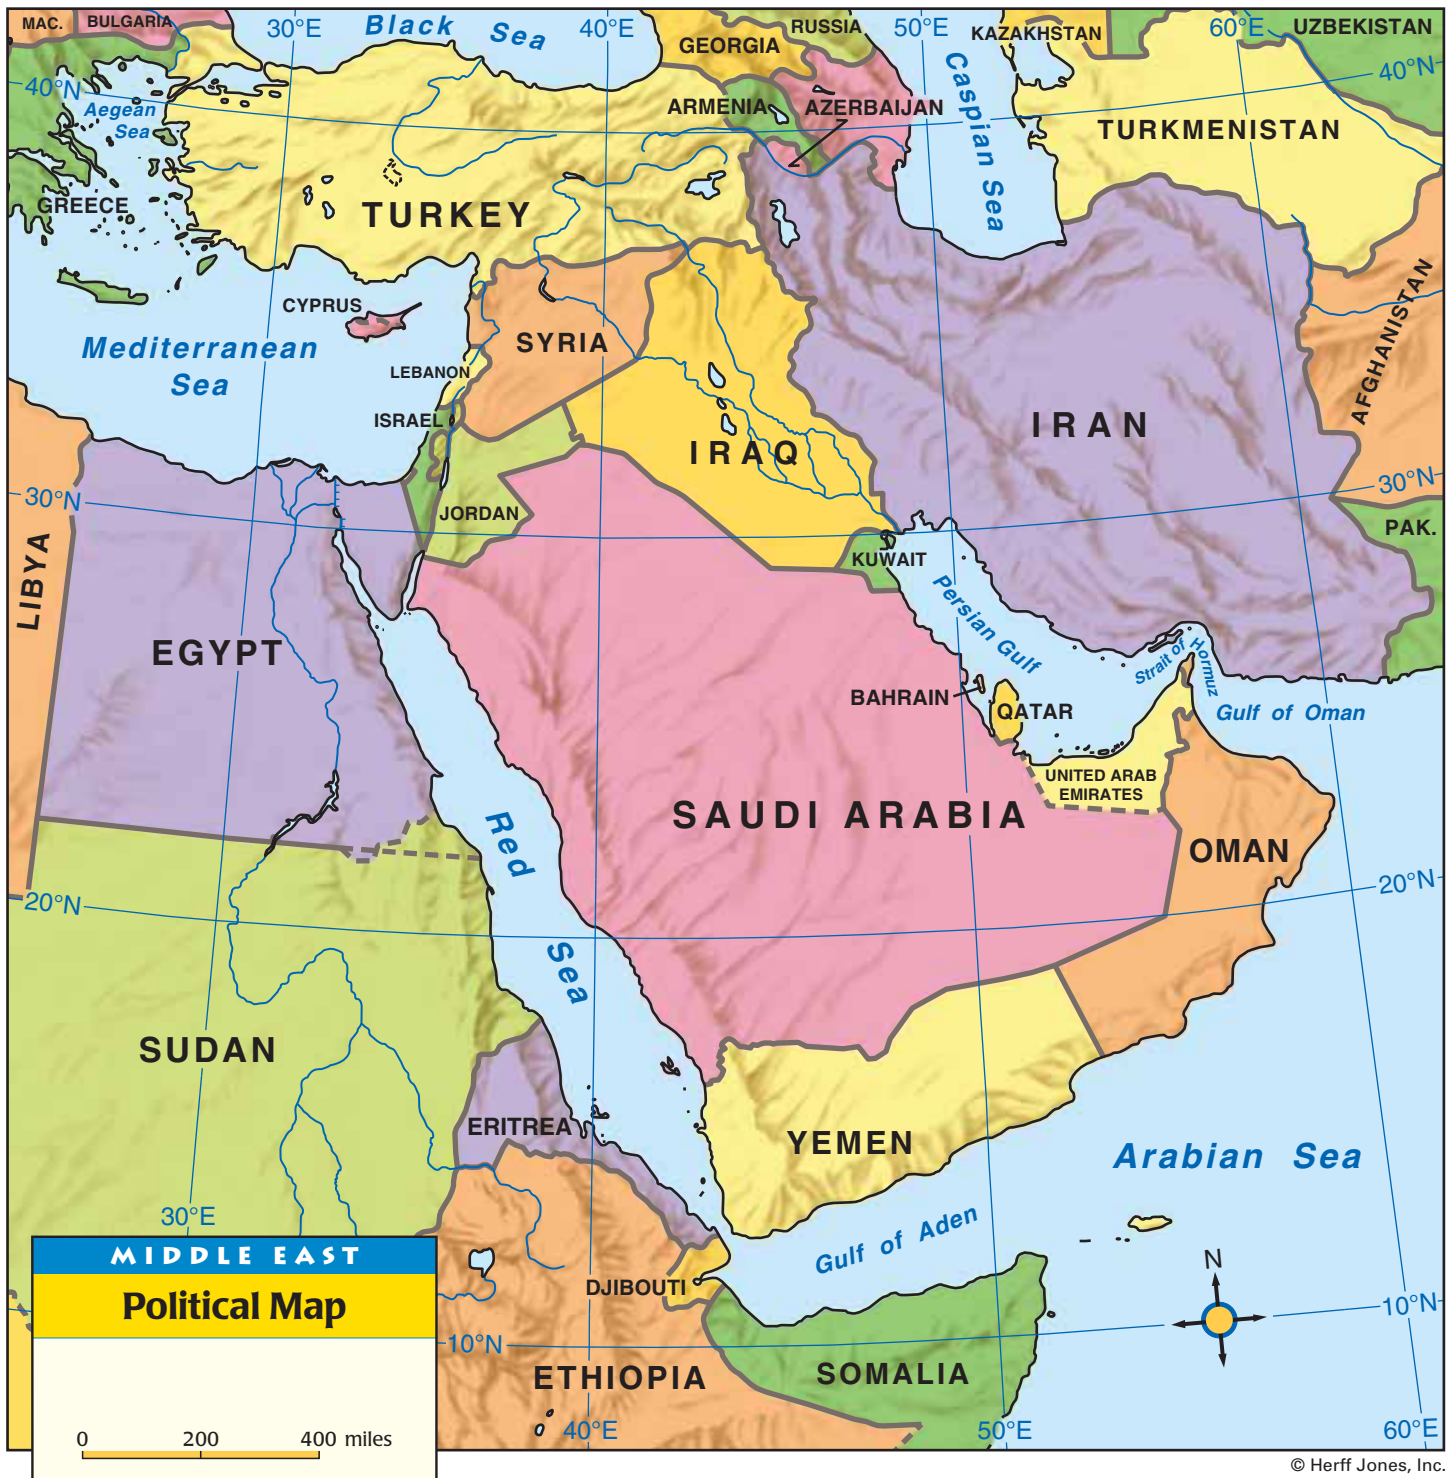 MAC.
BULGARIA
30°E
Black Sea
40°E
GEORGIA
RUSSIA
50°E
KAZAKHSTAN
60°E
UZBEKISTAN
40°N
Aegean
Sea
ARMENIA
AZERBAIJAN
Caspian Sea
TURKMENISTAN
40°N
GREECE
TURKEY
CYPRUS
Mediterranean
Sea
SYRIA
LEBANON
ISRAEL
IRAQ
IRAN
AFGHANISTAN
30°N
JORDAN
30°N
PAK.
KUWAIT
LIBYA
EGYPT
Persian Gulf
Strait of Hormuz
BAHRAIN
QATAR
Gulf of Oman
UNITED ARAB
EMIRATES
SAUDI ARABIA
OMAN
Red Sea
20°N
20°N
SUDAN
ERITREA
YEMEN
Arabian Sea
30°E
Gulf of Aden
DJIBOUTI
N
10°N
10°N
ETHIOPIA
SOMALIA
40°E
50°E
60°E
MIDDLE EAST
Political Map
0 200 400 miles
© Herff Jones, Inc.